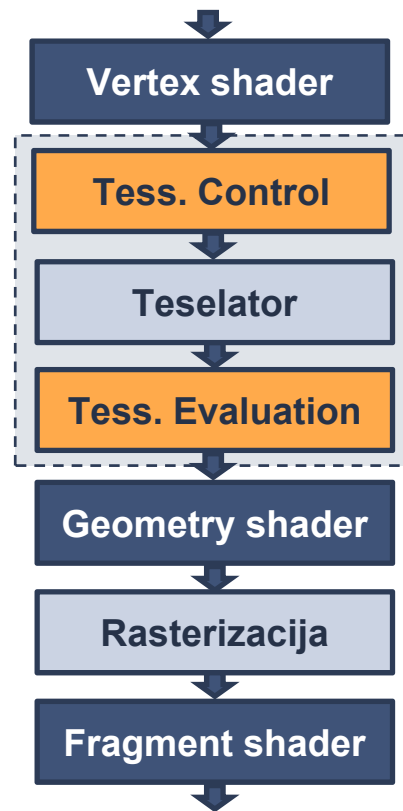 Vertex shader
Tess. Control
Teselator
Tess. Evaluation
Geometry shader
Rasterizacija
Fragment shader